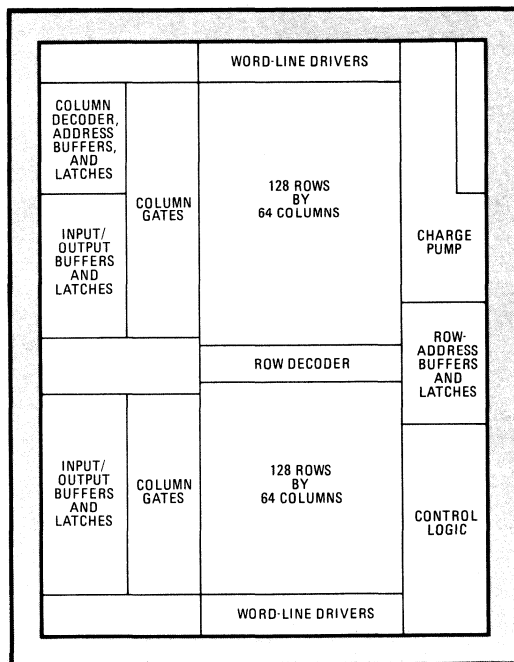 WORD-LINE DRIVERS
COLUMN
DECODER,
ADDRESS
BUFFERS,
AND
LATCHES
COLUMN
GATES
128 ROWS
BY
64 COLUMNS
INPUT/
OUTPUT
BUFFERS
AND
LATCHES
CHARGE
PUMP
ROW DECODER
ROW-
ADDRESS
BUFFERS
AND
LATCHES
INPUT/
OUTPUT
BUFFERS
AND
LATCHES
COLUMN
GATES
128 ROWS
BY
64 COLUMNS
CONTROL
LOGIC
WORD-LINE DRIVERS